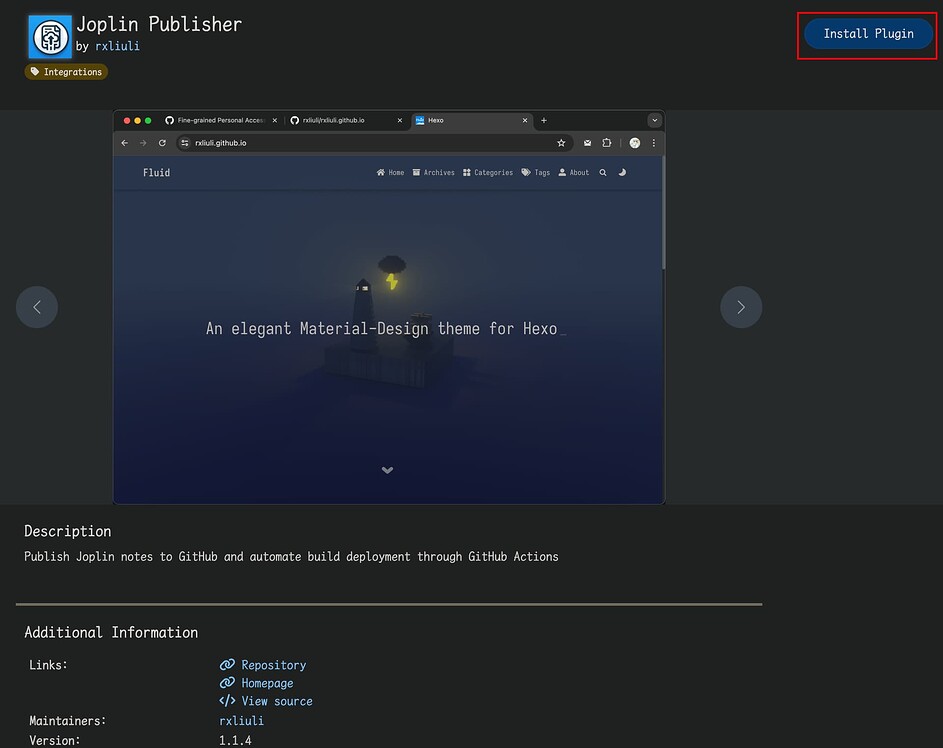 Joplin Publisher
by rxliuli
Install Plugin
Integrations
Fine-grained Personal Acces
rxliuli/rxliuli.github.io
Hexo
rxliuli.github.io
Fluid
Home
Archives
Categories
Tags
About
An elegant Material-Design theme for Hexo_
Description
Publish Joplin notes to GitHub and automate build deployment through GitHub Actions
Additional Information
Links:
Repository
Homepage
View source
Maintainers:
rxliuli
Version:
1.1.4